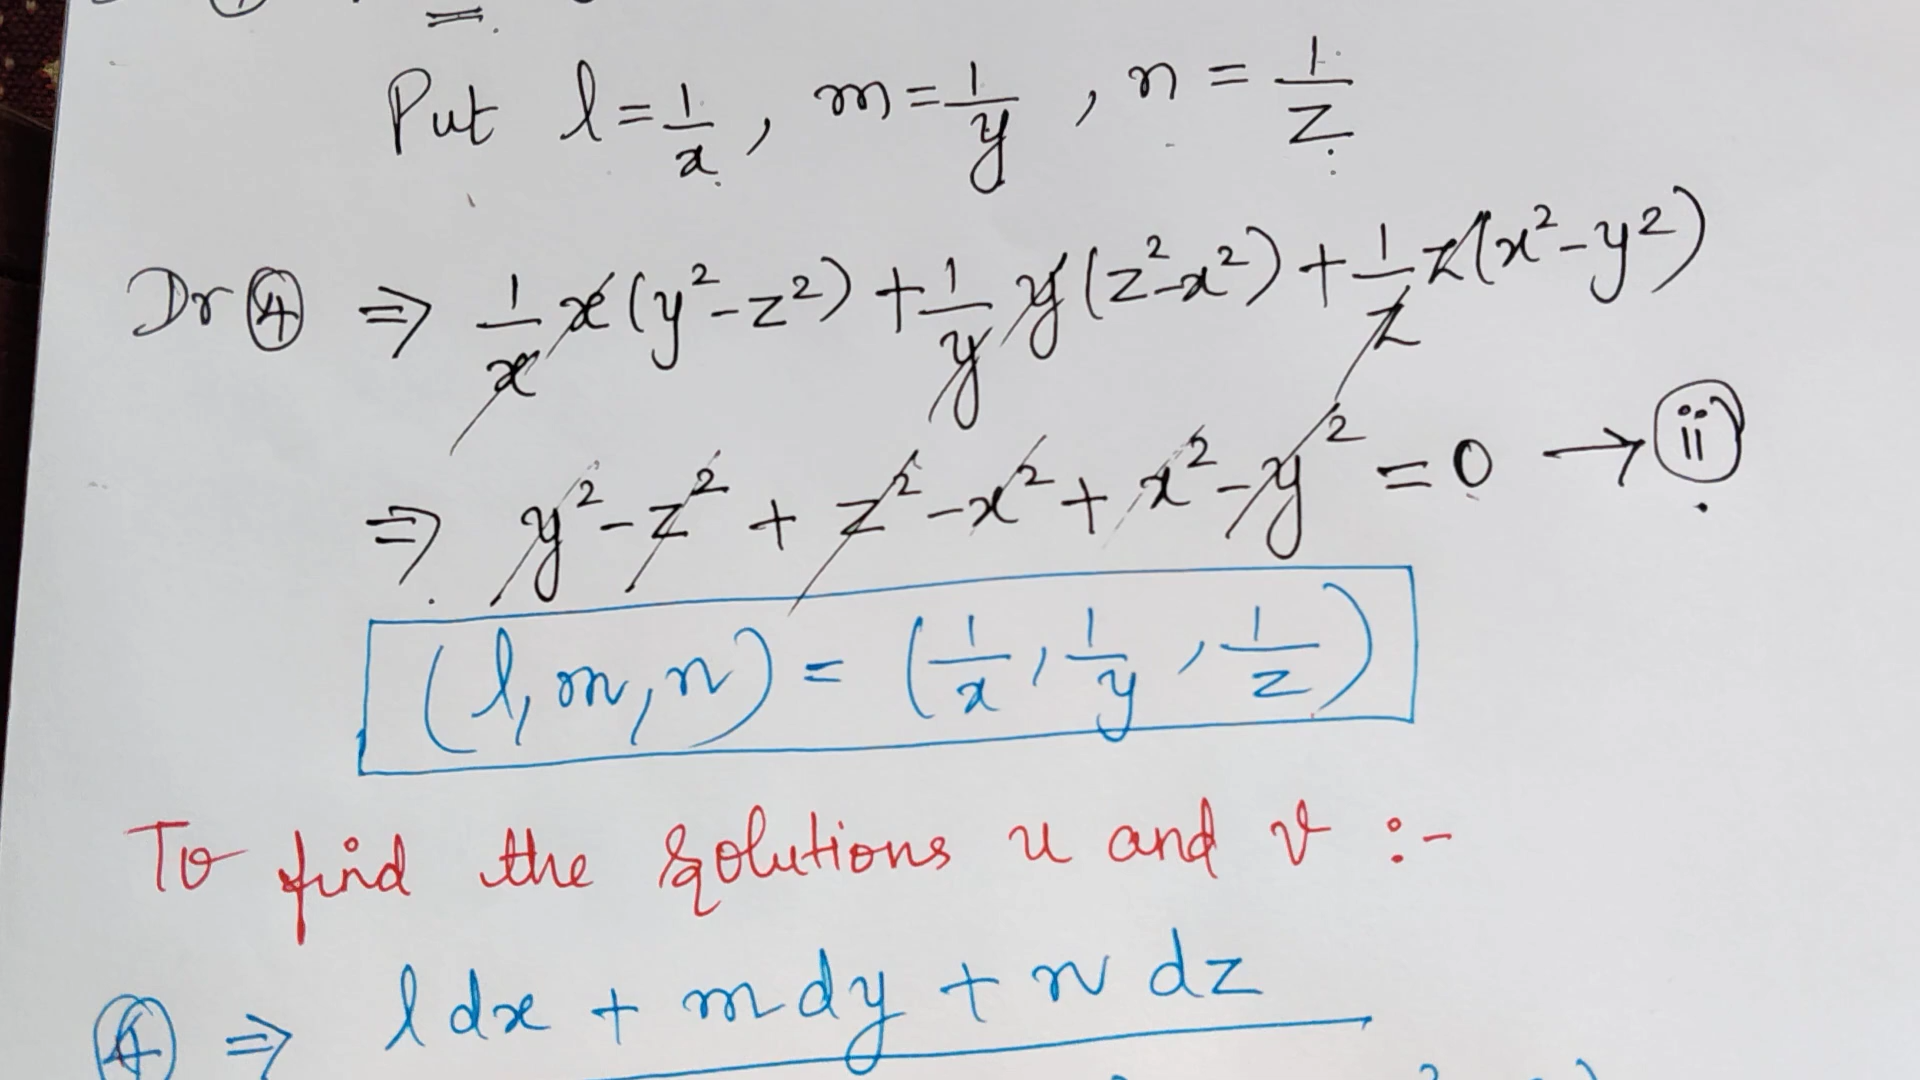 Put l = 1/x, m = 1/y, n = 1/z
Dr ④ ⇒ 1/x x(y² - z²) + 1/y y(z² - x²) + 1/z z(x² - y²)
⇒ y² - z² + z² - x² + x² - y² = 0 → ⓘⓘ
(l, m, n) = (1/x, 1/y, 1/z)
To find the solutions u and v :-
④ ⇒ l dx + m dy + n dz